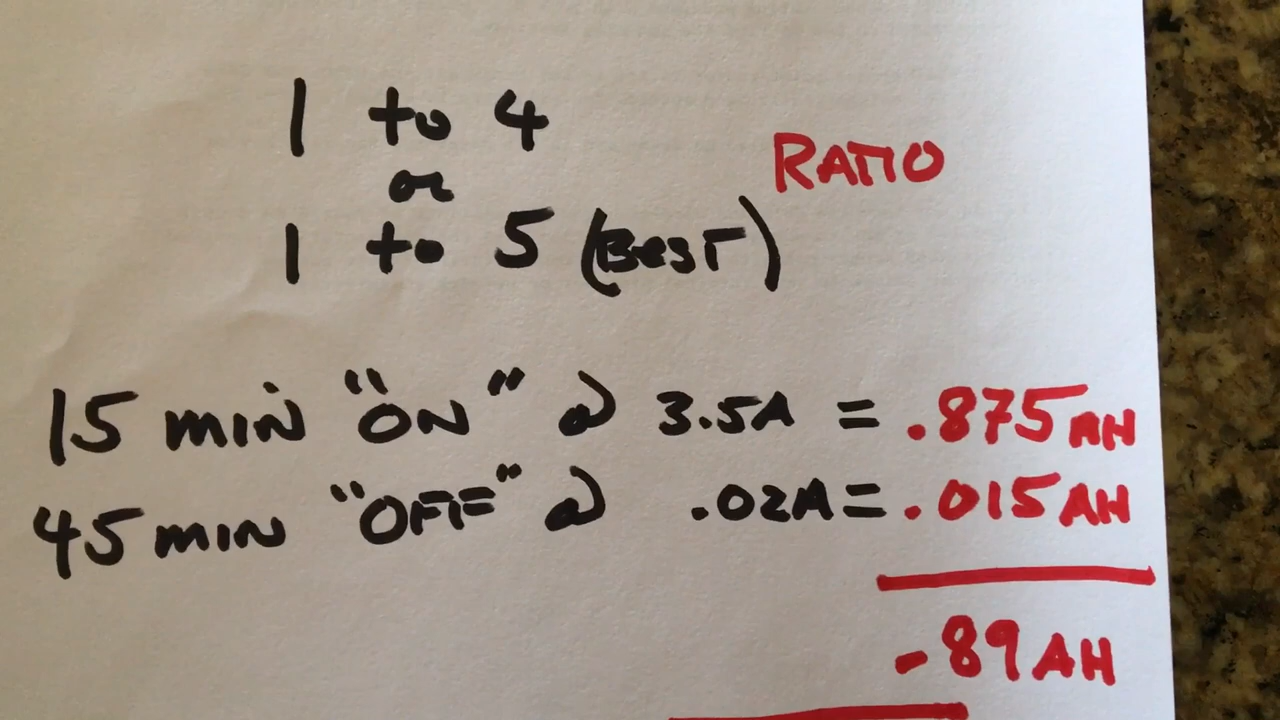 1 to 4
or
1 to 5 (BEST)
RATIO
15 min "ON" @ 3.5A = .875AH
45 min "OFF" @ .02A = .015AH
.89AH